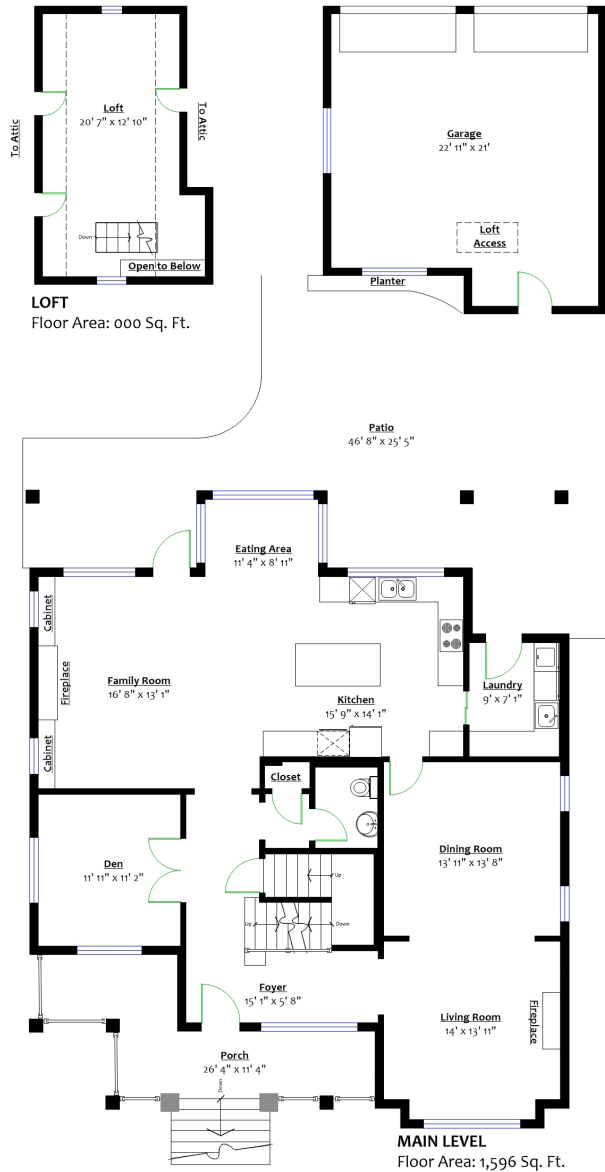 Loft
20' 7" x 12' 10"
To Attic
To Attic
Down
Open to Below
LOFT
Floor Area: 000 Sq. Ft.
Garage
22' 11" x 21'
Loft
Access
Planter
Patio
46' 8" x 25' 5"
Eating Area
11' 4" x 8' 11"
Cabinet
Fireplace
Cabinet
Family Room
16' 8" x 13' 1"
Kitchen
15' 9" x 14' 1"
Laundry
9' x 7' 1"
Closet
Den
11' 11" x 11' 2"
Up
Up
Down
Dining Room
13' 11" x 13' 8"
Foyer
15' 1" x 5' 8"
Living Room
14' x 13' 11"
Fireplace
Porch
26' 4" x 11' 4"
Down
MAIN LEVEL
Floor Area: 1,596 Sq. Ft.